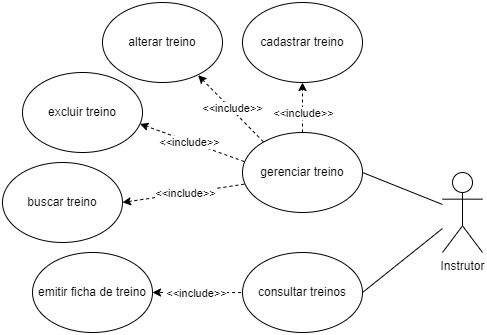 alterar treino
cadastrar treino
<<include>>
excluir treino
<<include>>
<<include>>
gerenciar treino
buscar treino
<<include>>
Instrutor
emitir ficha de treino
<<include>>
consultar treinos